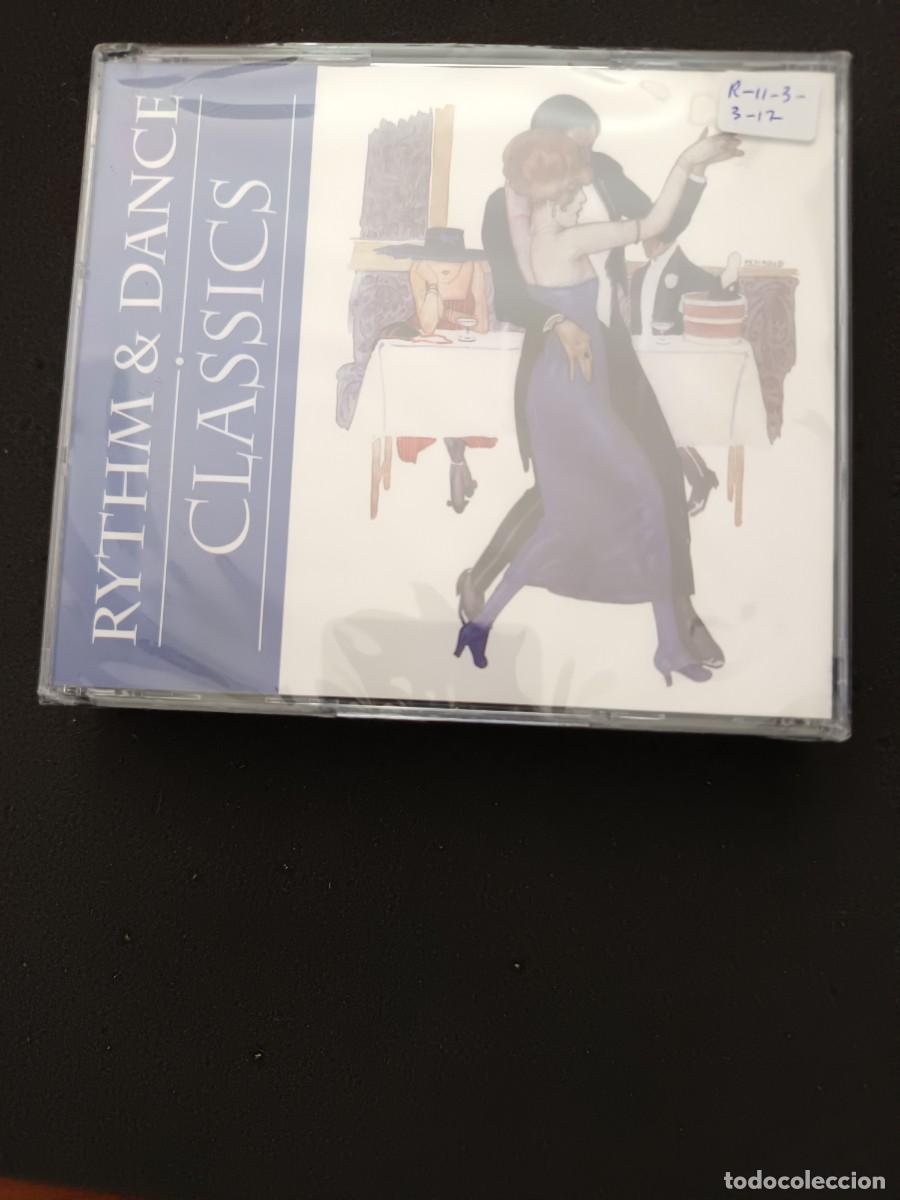 RYTHM & DANCE
CLASSICS
R-11-3-
3-12
todocoleccion